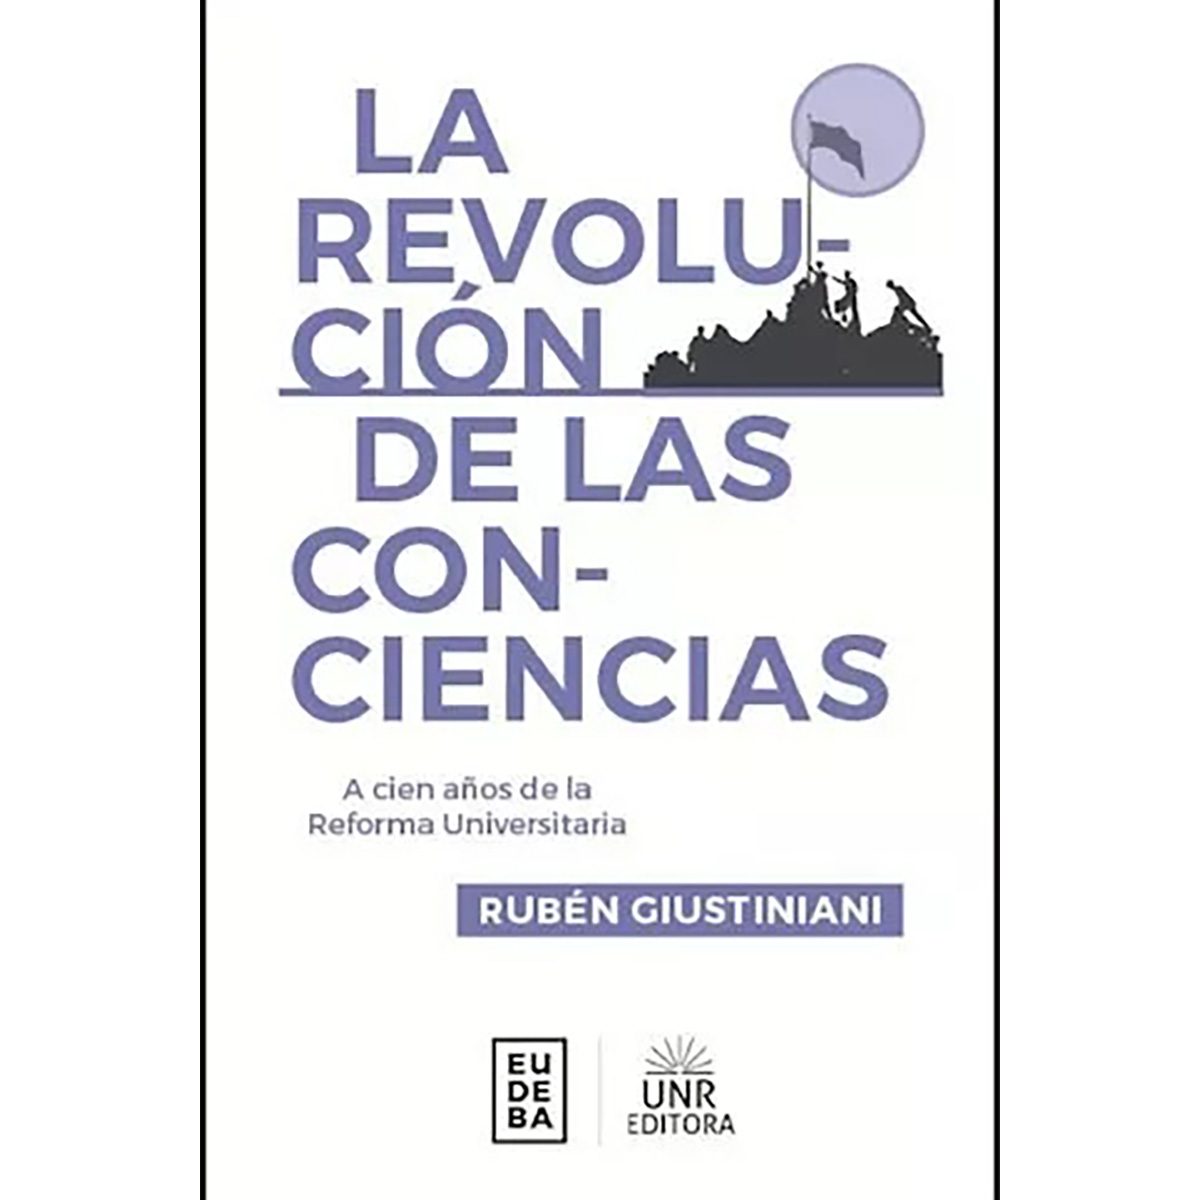 LA
REVOLU-
CIÓN
DE LAS
CON-
CIENCIAS
A cien años de la
Reforma Universitaria
RUBÉN GIUSTINIANI
EU
DE
BA
UNR
EDITORA